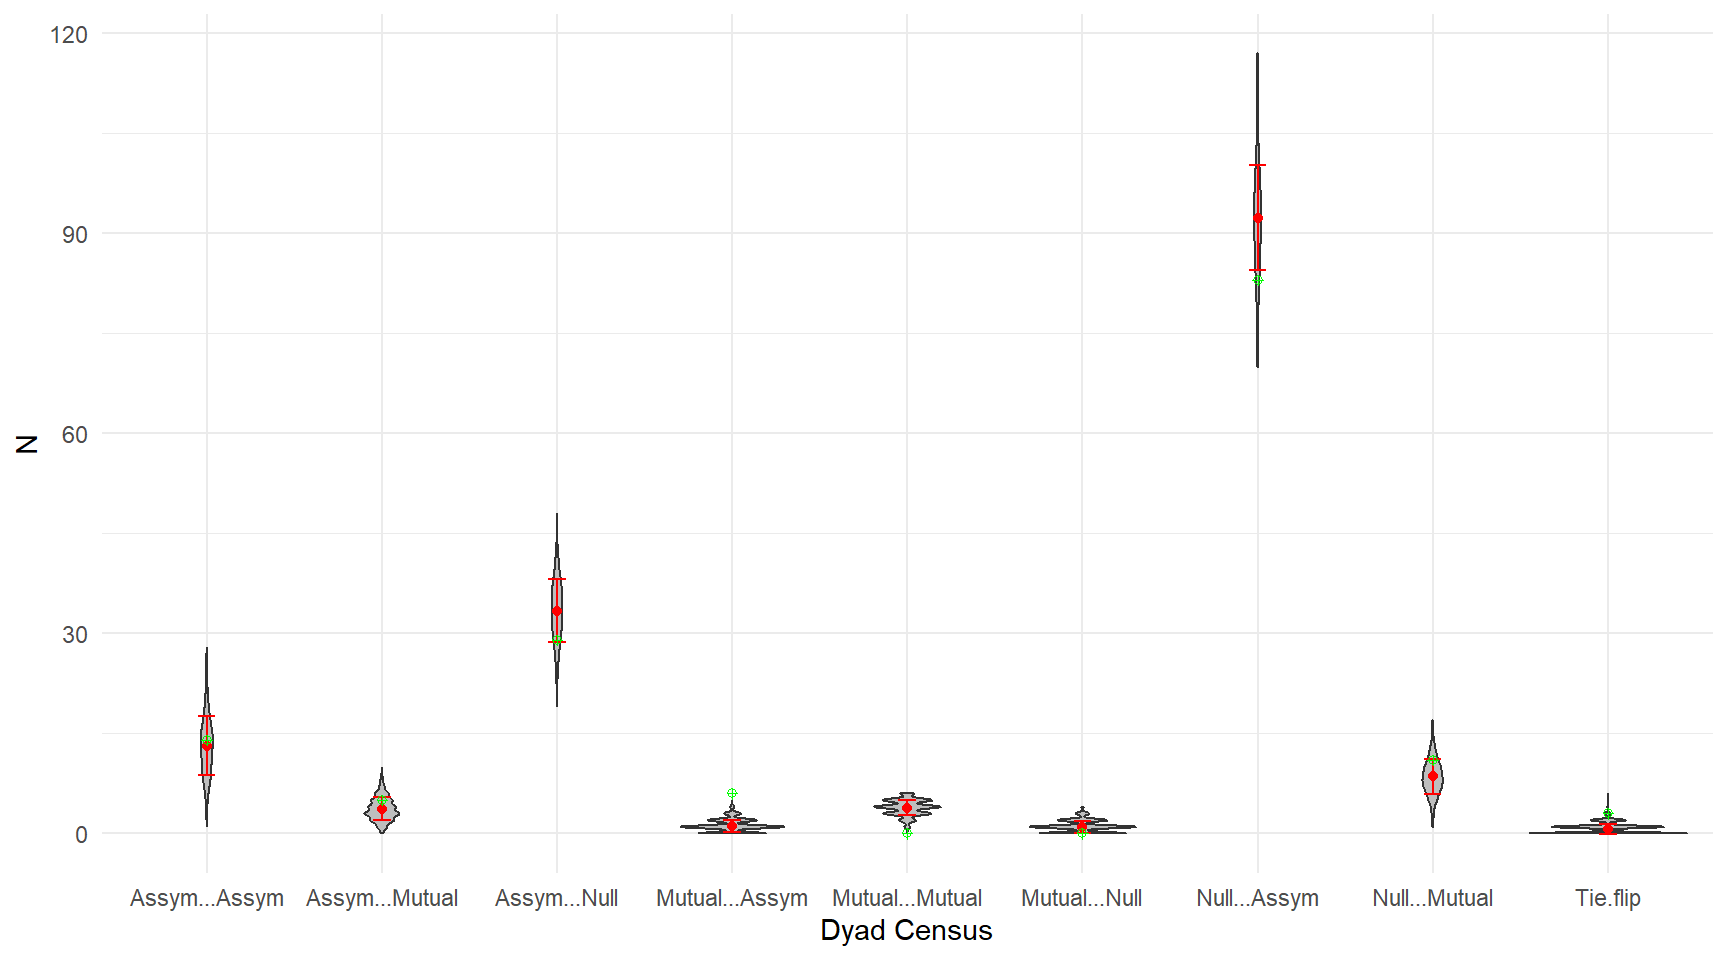 120
90
60
30
0
N
Assym...Assym Assym...Mutual Assym...Null Mutual...Assym Mutual...Mutual Mutual...Null Null...Assym Null...Mutual Tie.flip
Dyad Census